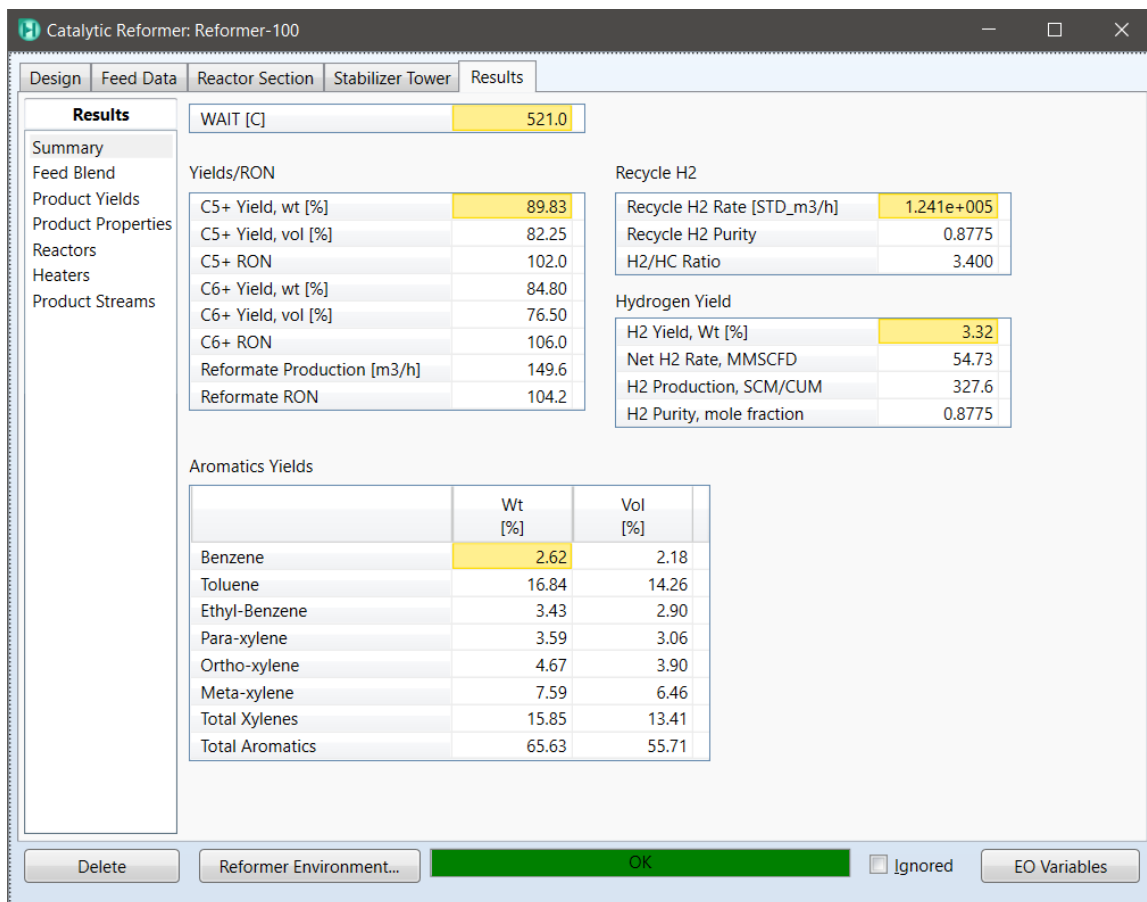 Catalytic Reformer: Reformer-100
Design Feed Data Reactor Section Stabilizer Tower Results
Results
Summary
Feed Blend
Product Yields
Product Properties
Reactors
Heaters
Product Streams
WAIT [C] 521.0
Yields/RON
C5+ Yield, wt [%] 89.83
C5+ Yield, vol [%] 82.25
C5+ RON 102.0
C6+ Yield, wt [%] 84.80
C6+ Yield, vol [%] 76.50
C6+ RON 106.0
Reformate Production [m3/h] 149.6
Reformate RON 104.2
Recycle H2
Recycle H2 Rate [STD_m3/h] 1.241e+005
Recycle H2 Purity 0.8775
H2/HC Ratio 3.400
Hydrogen Yield
H2 Yield, Wt [%] 3.32
Net H2 Rate, MMSCFD 54.73
H2 Production, SCM/CUM 327.6
H2 Purity, mole fraction 0.8775
Aromatics Yields
Wt [%] Vol [%]
Benzene 2.62 2.18
Toluene 16.84 14.26
Ethyl-Benzene 3.43 2.90
Para-xylene 3.59 3.06
Ortho-xylene 4.67 3.90
Meta-xylene 7.59 6.46
Total Xylenes 15.85 13.41
Total Aromatics 65.63 55.71
Delete Reformer Environment... OK Ignored EO Variables